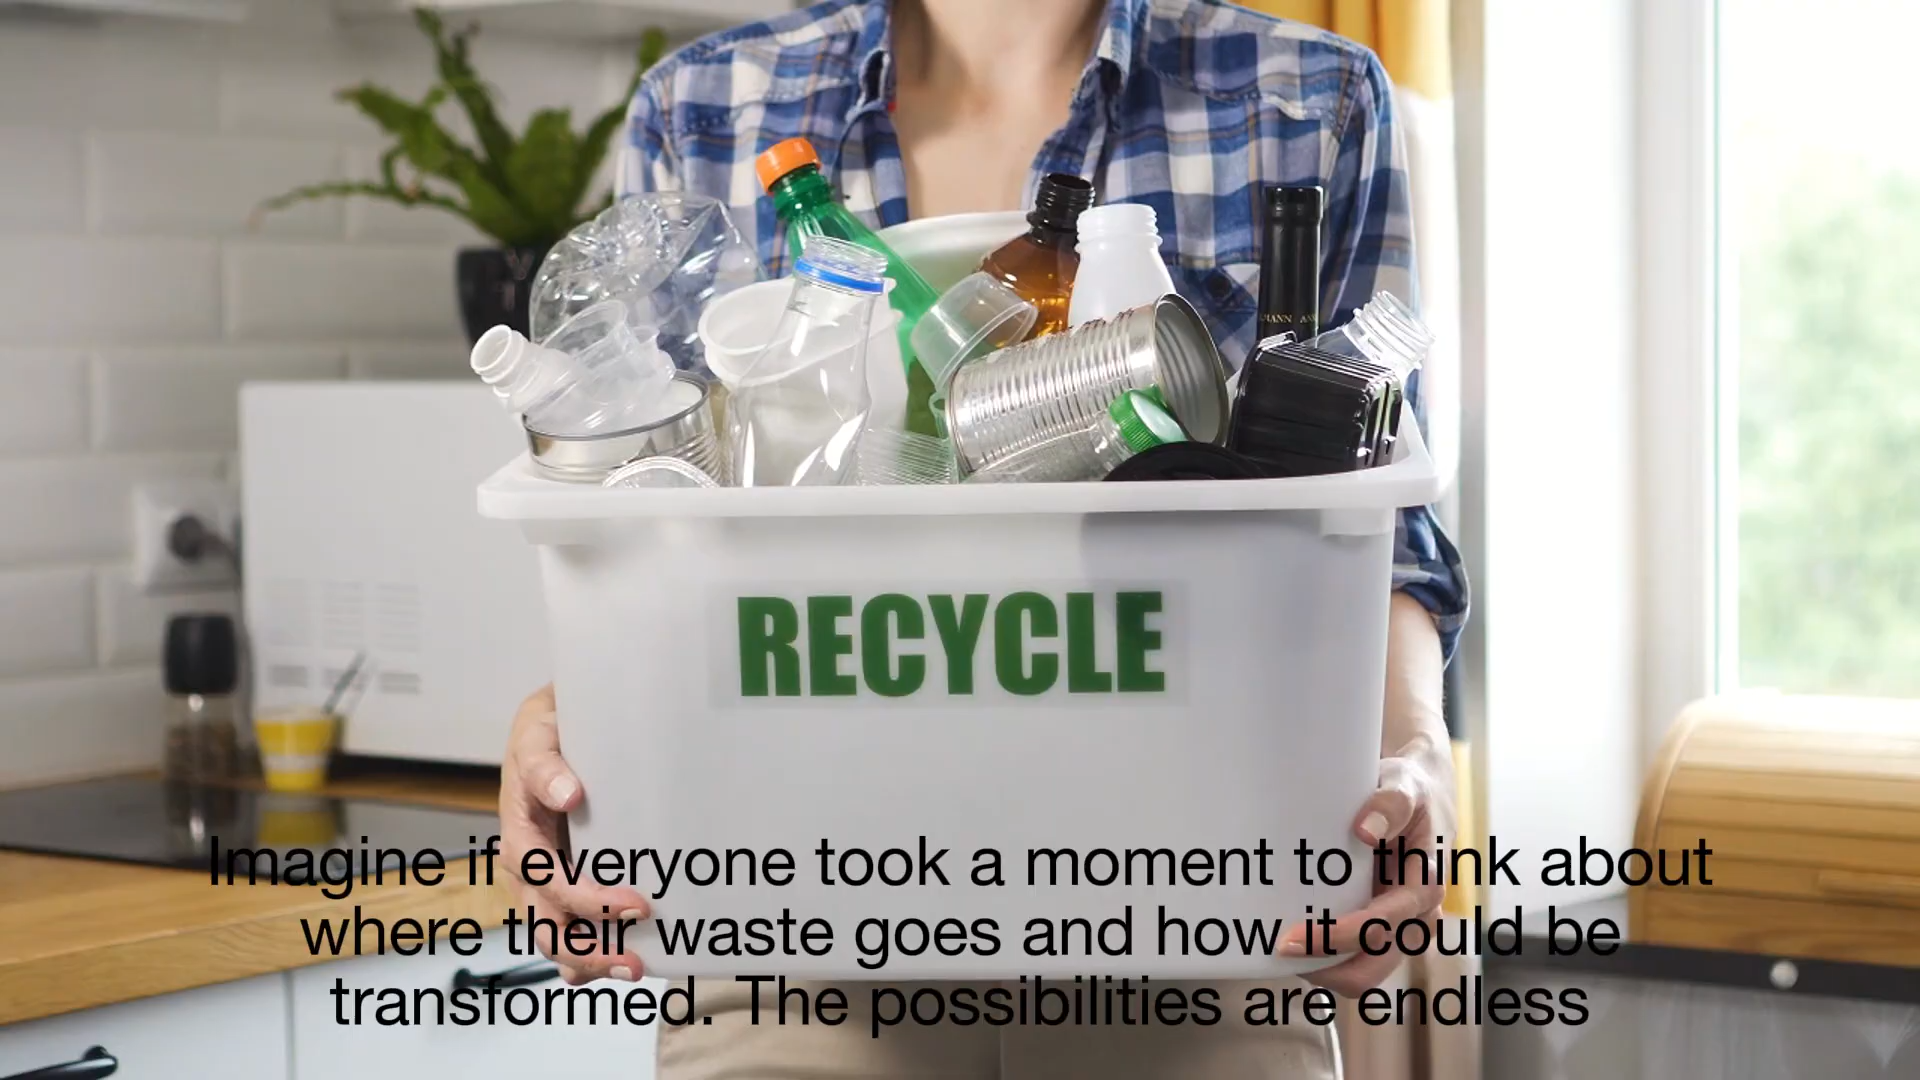 RECYCLE
Imagine if everyone took a moment to think about
where their waste goes and how it could be
transformed. The possibilities are endless